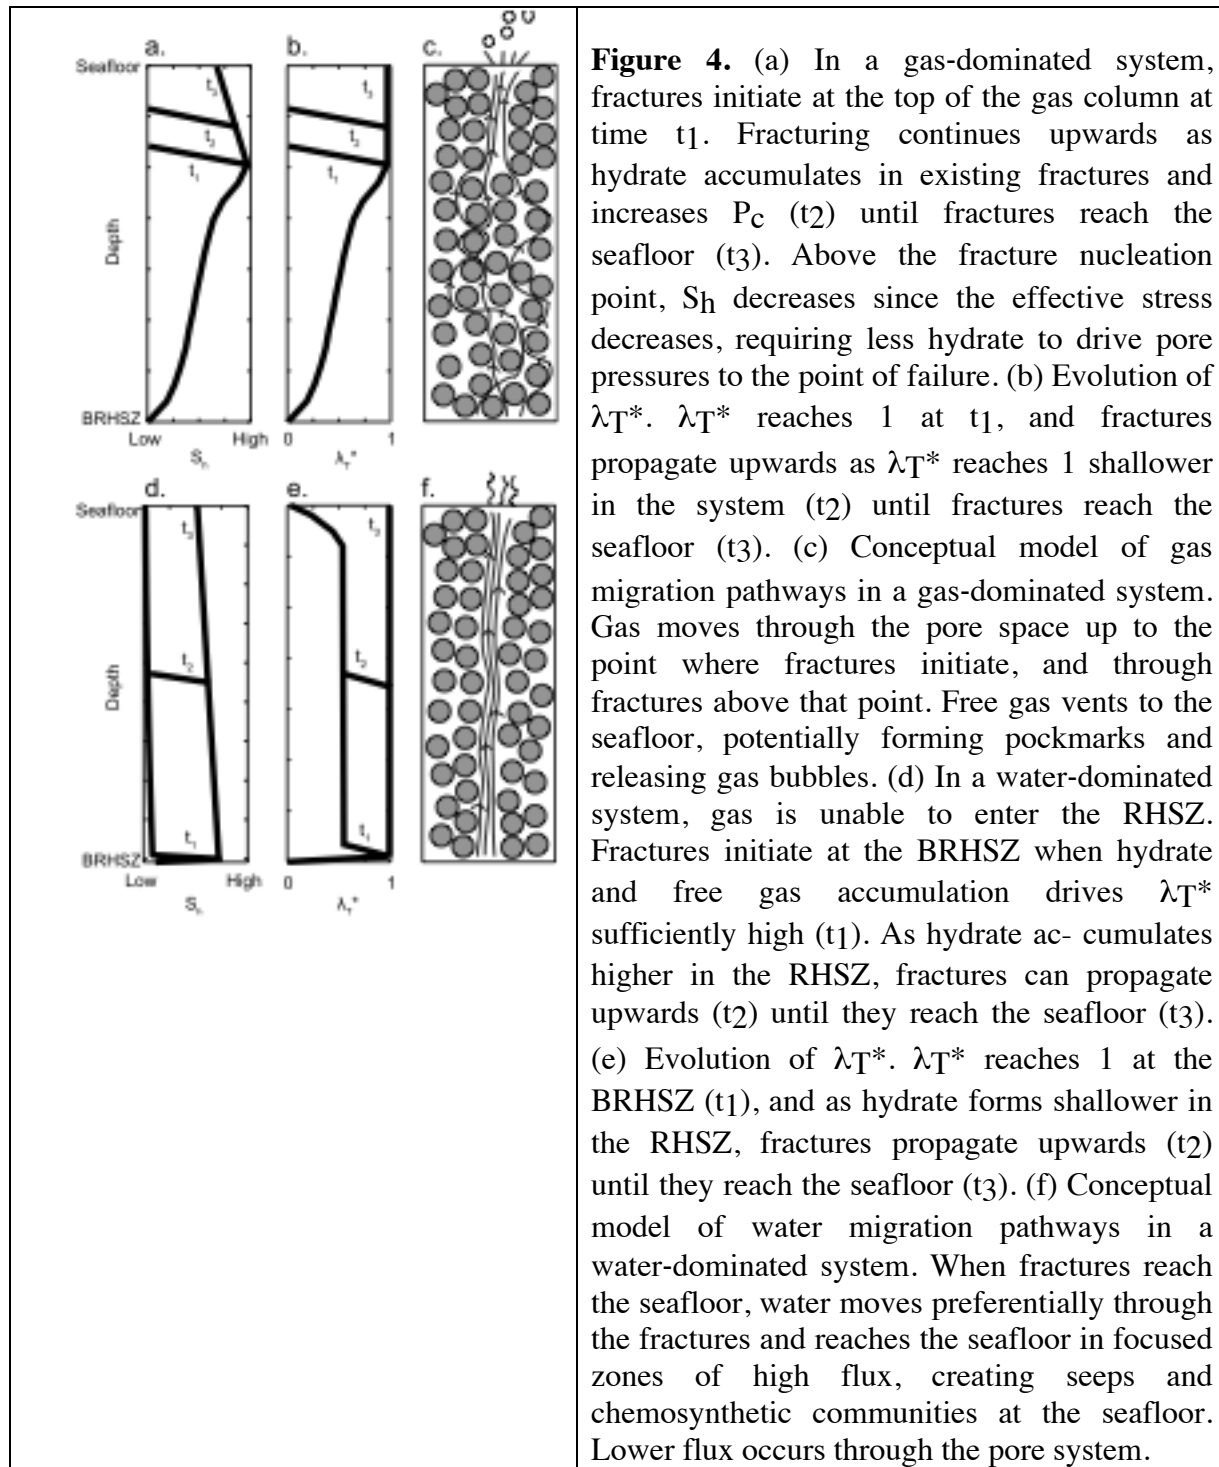 a.
b.
c.
Seafloor
t3
t3
t2
t2
t1
t1
Depth
BRHSZ
Low
High
0
1
Sh
λT*
d.
e.
f.
Seafloor
t3
t3
t2
t2
Depth
t1
t1
BRHSZ
Low
High
0
1
Sh
λT*
Figure 4. (a) In a gas-dominated system,
fractures initiate at the top of the gas column at
time t1. Fracturing continues upwards as
hydrate accumulates in existing fractures and
increases Pc (t2) until fractures reach the
seafloor (t3). Above the fracture nucleation
point, Sh decreases since the effective stress
decreases, requiring less hydrate to drive pore
pressures to the point of failure. (b) Evolution of
λT*. λT* reaches 1 at t1, and fractures
propagate upwards as λT* reaches 1 shallower
in the system (t2) until fractures reach the
seafloor (t3). (c) Conceptual model of gas
migration pathways in a gas-dominated system.
Gas moves through the pore space up to the
point where fractures initiate, and through
fractures above that point. Free gas vents to the
seafloor, potentially forming pockmarks and
releasing gas bubbles. (d) In a water-dominated
system, gas is unable to enter the RHSZ.
Fractures initiate at the BRHSZ when hydrate
and free gas accumulation drives λT*
sufficiently high (t1). As hydrate ac- cumulates
higher in the RHSZ, fractures can propagate
upwards (t2) until they reach the seafloor (t3).
(e) Evolution of λT*. λT* reaches 1 at the
BRHSZ (t1), and as hydrate forms shallower in
the RHSZ, fractures propagate upwards (t2)
until they reach the seafloor (t3). (f) Conceptual
model of water migration pathways in a
water-dominated system. When fractures reach
the seafloor, water moves preferentially through
the fractures and reaches the seafloor in focused
zones of high flux, creating seeps and
chemosynthetic communities at the seafloor.
Lower flux occurs through the pore system.